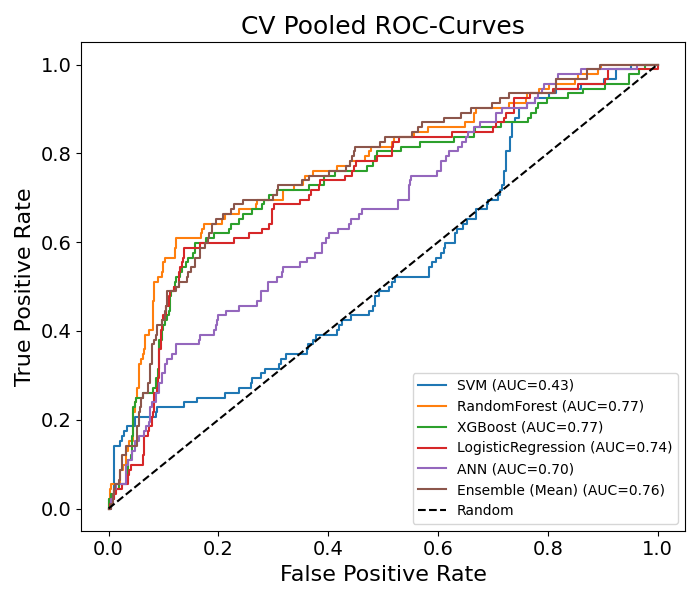 CV Pooled ROC-Curves
True Positive Rate
1.0
0.8
0.6
0.4
0.2
0.0
SVM (AUC=0.43)
RandomForest (AUC=0.77)
XGBoost (AUC=0.77)
LogisticRegression (AUC=0.74)
ANN (AUC=0.70)
Ensemble (Mean) (AUC=0.76)
Random
0.0 0.2 0.4 0.6 0.8 1.0
False Positive Rate